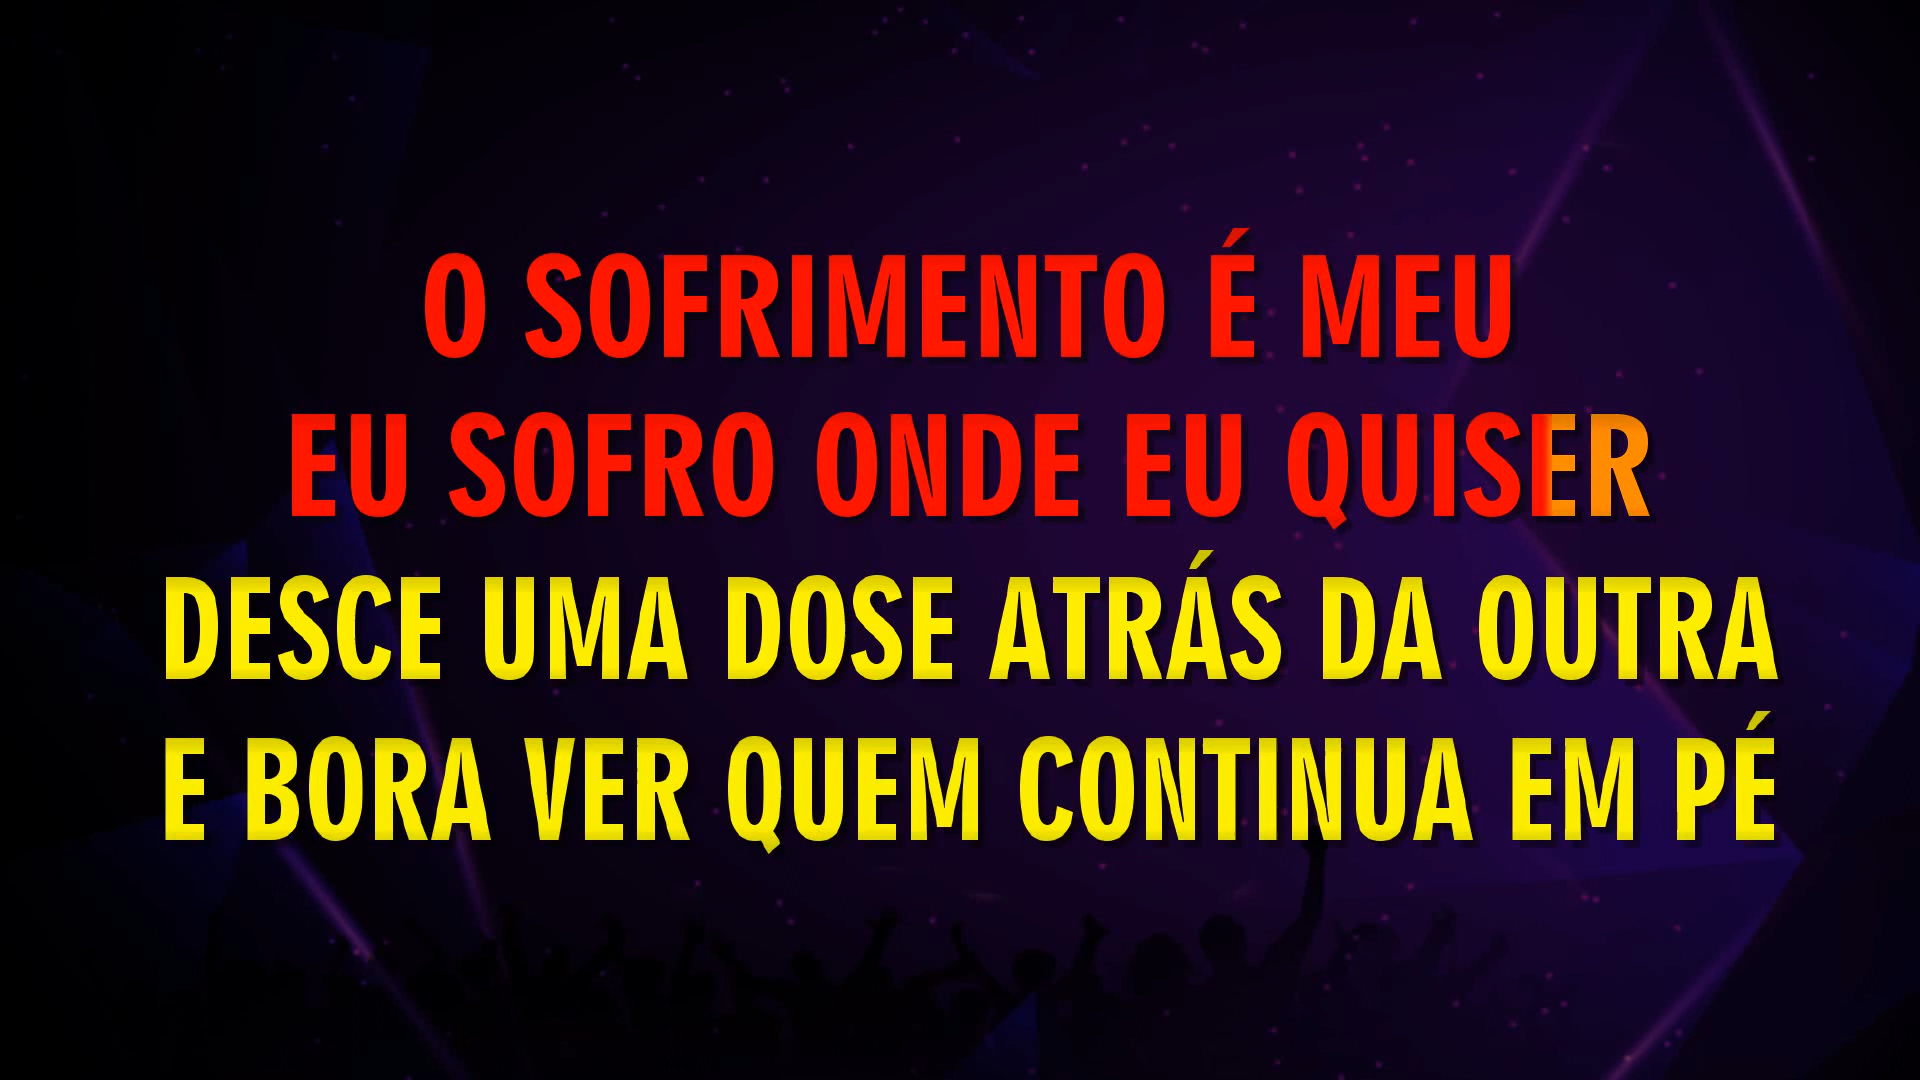 O SOFRIMENTO É MEU
EU SOFRO ONDE EU QUISER
DESCE UMA DOSE ATRÁS DA OUTRA
E BORA VER QUEM CONTINUA EM PÉ